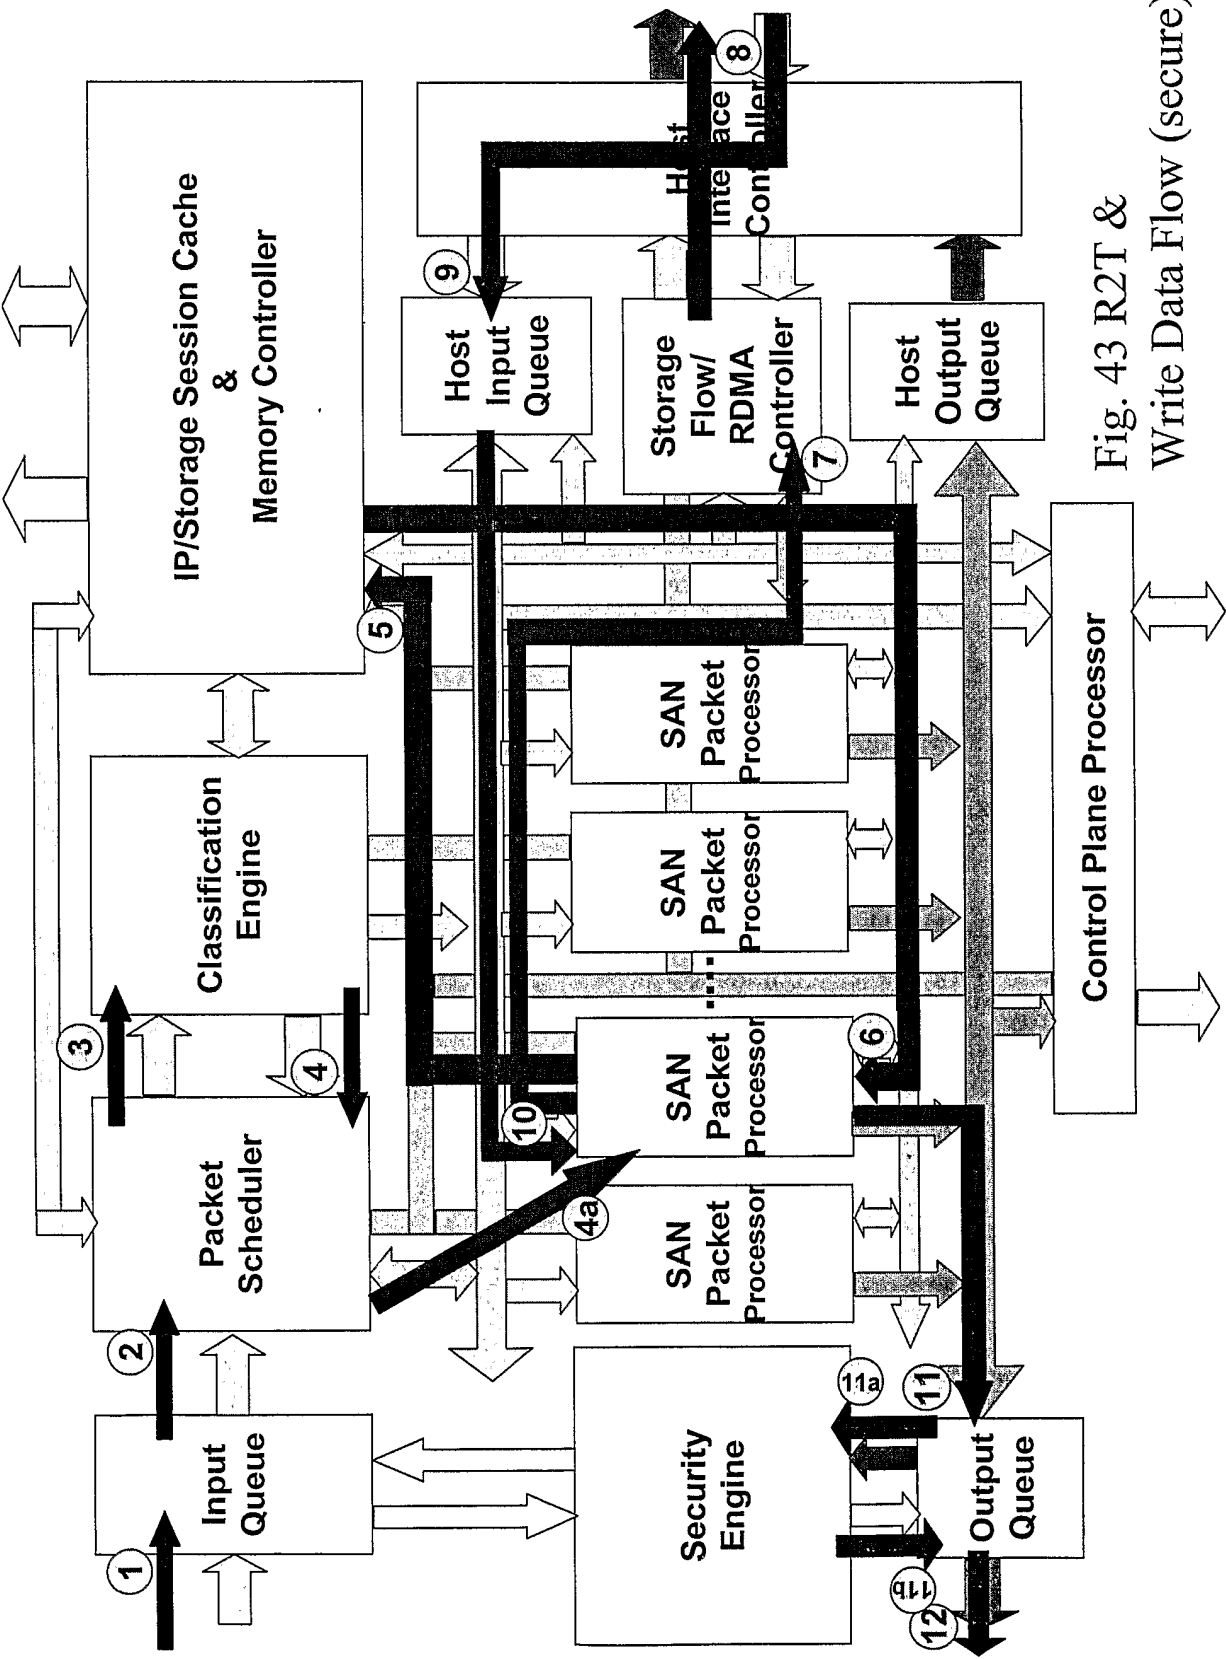 1
Input
Queue
2
Packet
Scheduler
3
4
Classification
Engine
IP/Storage Session Cache
&
Memory Controller
5
4a
Security
Engine
SAN
Packet
Processor
10
SAN
Packet
Processor
6
SAN
Packet
Processor
SAN
Packet
Processor
7
Host
Input
Queue
9
Storage
Flow/
RDMA
Controller
Host
Output
Queue
8
Host
Interface
Controller
11a
11
11b
12
Output
Queue
Control Plane Processor
Fig. 43 R2T &
Write Data Flow (secure)